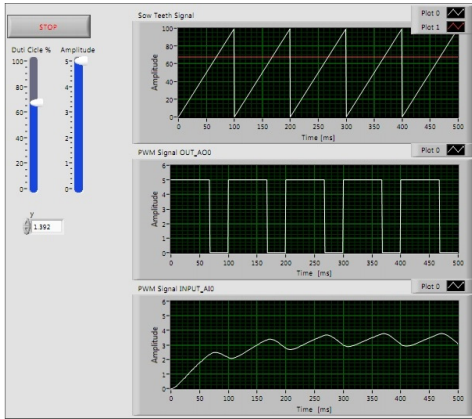 STOP
Duti Cicle %
Amplitude
100-
80-
60-
40-
20-
0-
5-
4-
3-
2-
1-
0-
y
1.392
Sow Teeth Signal
Plot 0
Plot 1
Amplitude
100-
80-
60-
40-
20-
0-
0 50 100 150 200 250 300 350 400 450 500
Time [ms]
PWM Signal OUT_AO0
Plot 0
Amplitude
6-
5-
4-
3-
2-
1-
0-
0 50 100 150 200 250 300 350 400 450 500
Time [ms]
PWM Signal INPUT_AI0
Plot 0
Amplitude
6-
5-
4-
3-
2-
1-
0-
0 50 100 150 200 250 300 350 400 450 500
Time [ms]